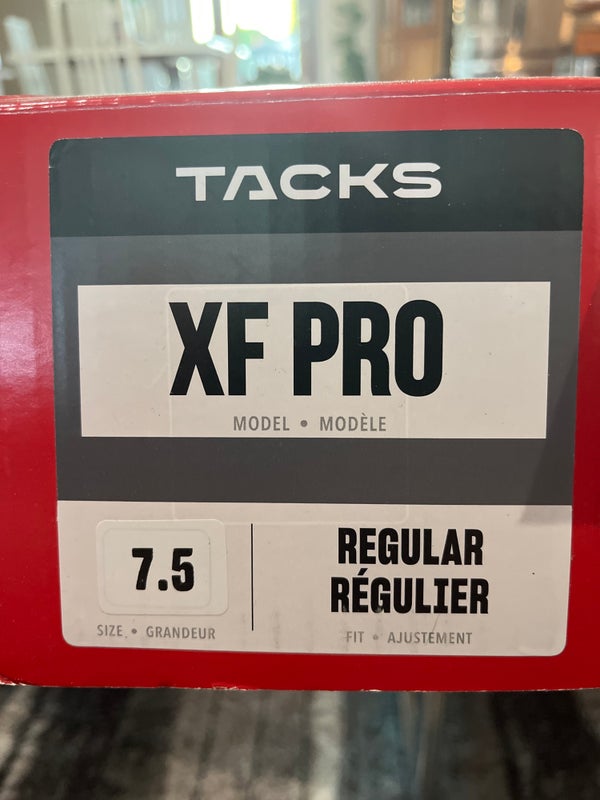 TACKS
XF PRO
MODEL • MODÈLE
7.5
SIZE • GRANDEUR
REGULAR
RÉGULIER
FIT • AJUSTEMENT